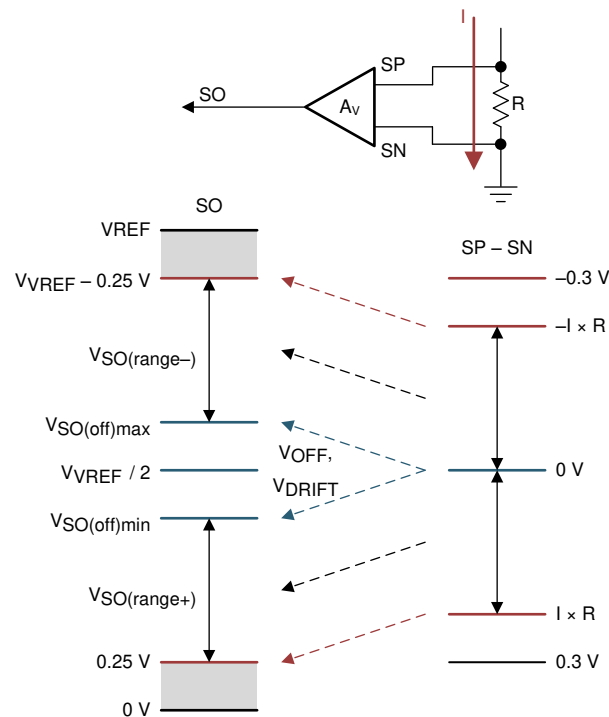 I
SP
SO
AV
R
SN
SO
VREF
SP – SN
VVREF – 0.25 V
–0.3 V
–I × R
VSO(range–)
VSO(off)max
VOFF,
VVREF / 2
0 V
VDRIFT
VSO(off)min
VSO(range+)
I × R
0.25 V
0.3 V
0 V